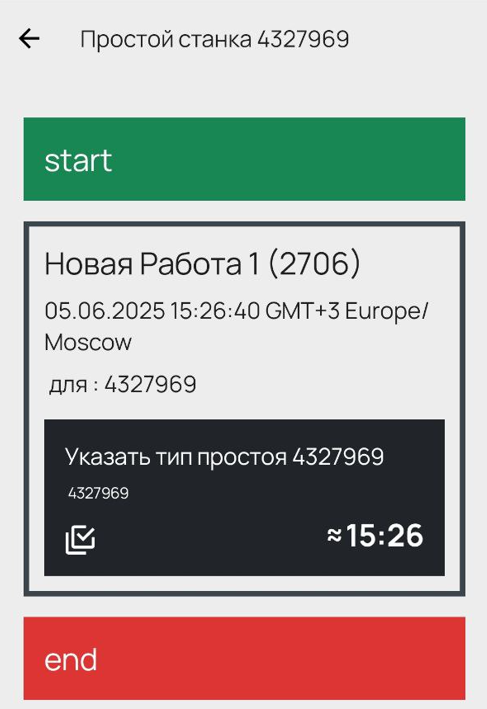 Простой станка 4327969
start
Новая Работа 1 (2706)
05.06.2025 15:26:40 GMT+3 Europe/
Moscow
для : 4327969
Указать тип простоя 4327969
4327969
≈15:26
end